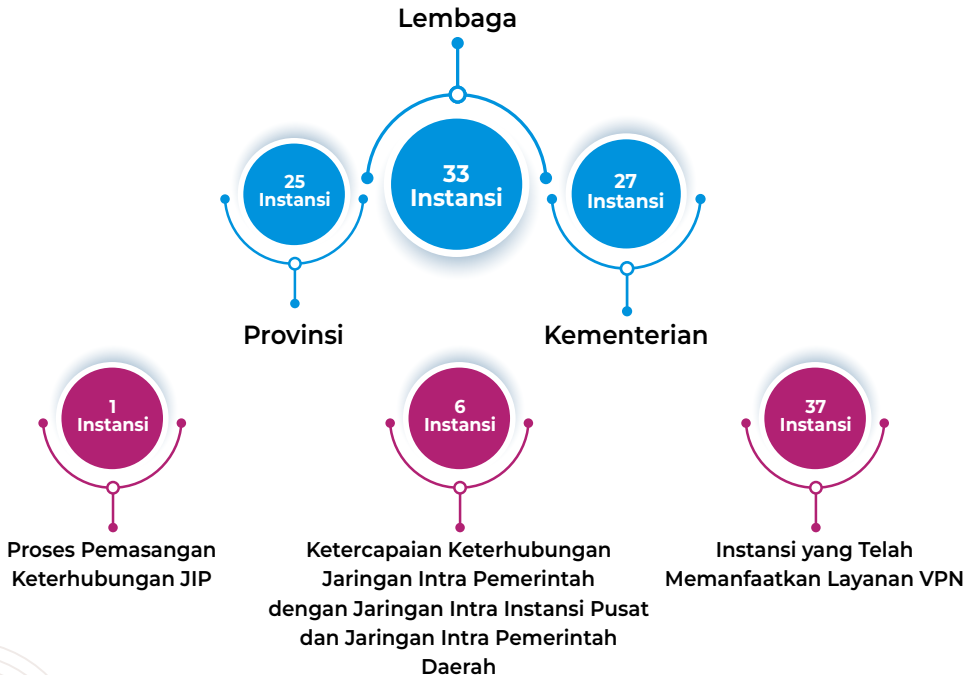 Lembaga
25
Instansi
33
Instansi
27
Instansi
Provinsi
Kementerian
1
Instansi
6
Instansi
37
Instansi
Proses Pemasangan
Keterhubungan JIP
Ketercapaian Keterhubungan
Jaringan Intra Pemerintah
dengan Jaringan Intra Instansi Pusat
dan Jaringan Intra Pemerintah
Daerah
Instansi yang Telah
Memanfaatkan Layanan VPN